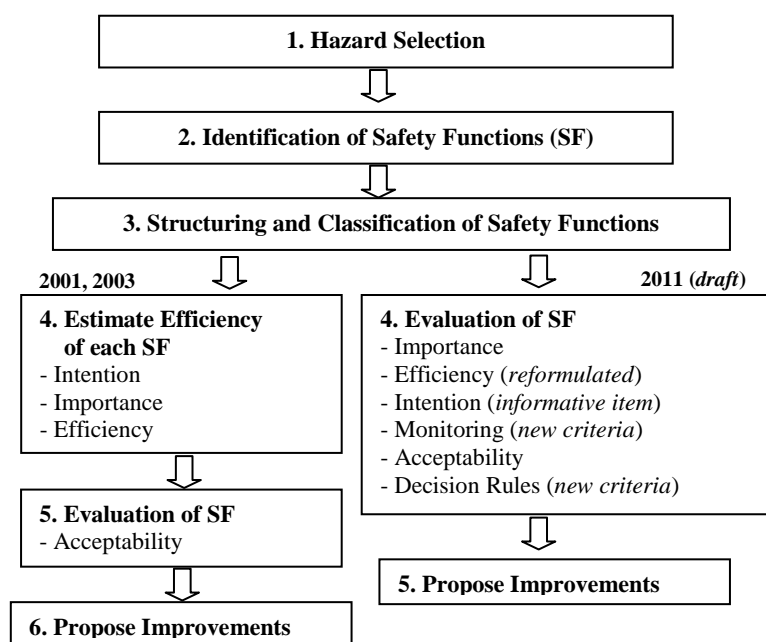 1. Hazard Selection
2. Identification of Safety Functions (SF)
3. Structuring and Classification of Safety Functions
2001, 2003
4. Estimate Efficiency
of each SF
- Intention
- Importance
- Efficiency
5. Evaluation of SF
- Acceptability
6. Propose Improvements
2011 (draft)
4. Evaluation of SF
- Importance
- Efficiency (reformulated)
- Intention (informative item)
- Monitoring (new criteria)
- Acceptability
- Decision Rules (new criteria)
5. Propose Improvements